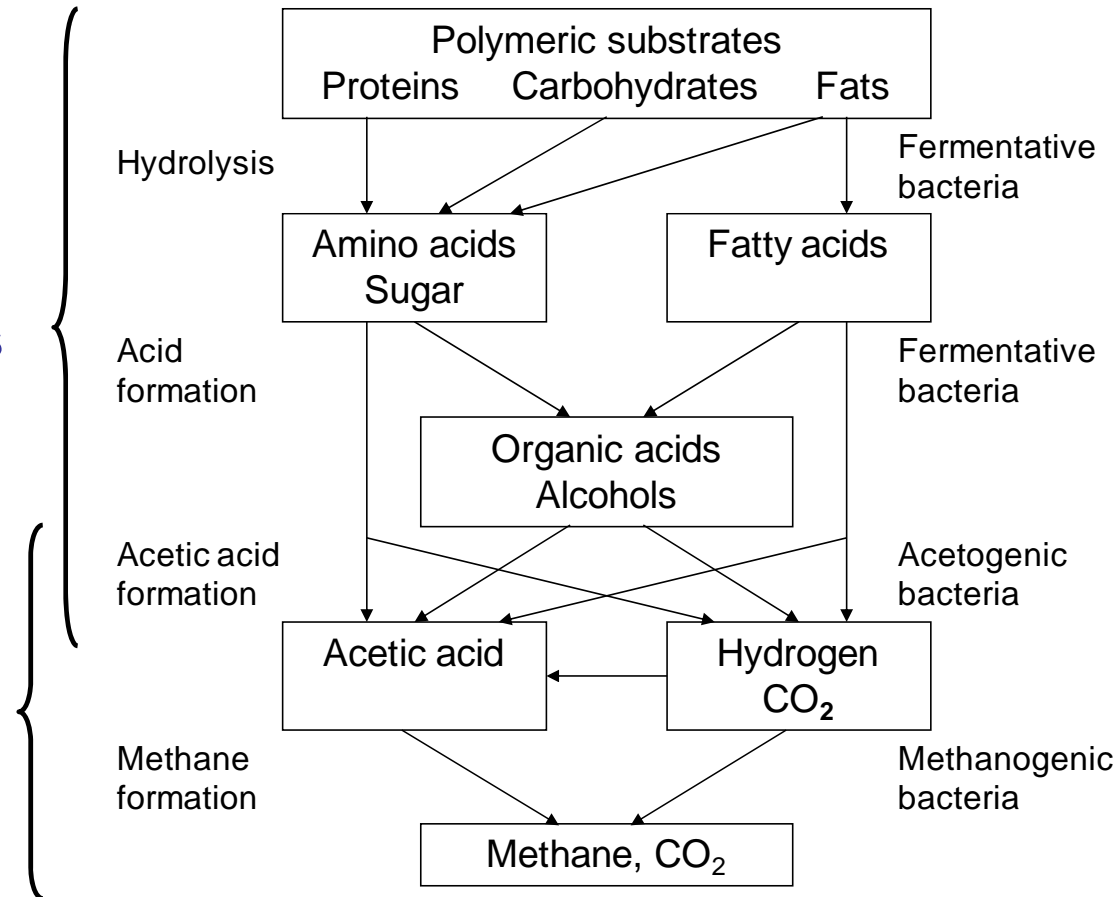 Polymeric substrates
Proteins Carbohydrates Fats
Hydrolysis
Fermentative
bacteria
Amino acids
Sugar
Fatty acids
Acid
formation
Fermentative
bacteria
Organic acids
Alcohols
Acetic acid
formation
Acetogenic
bacteria
Acetic acid
Hydrogen
CO₂
Methane
formation
Methanogenic
bacteria
Methane, CO₂